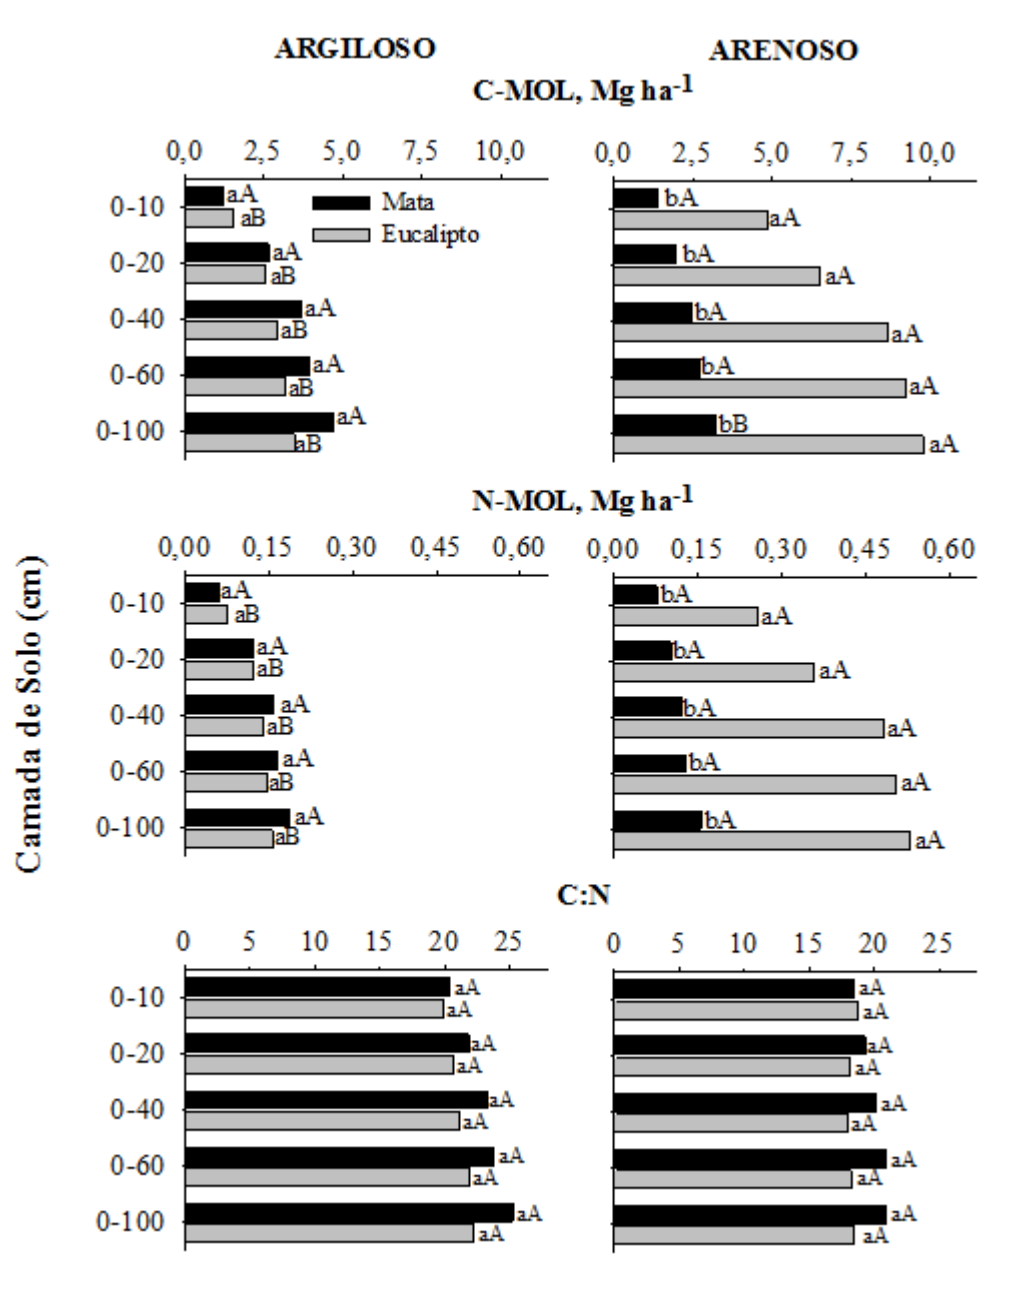 ARGILOSO ARENOSO
C-MOL, Mg ha-1
0,0 2,5 5,0 7,5 10,0 0,0 2,5 5,0 7,5 10,0
Mata
Eucalipto
0-10 aA bA
aB aA
0-20 aA bA
aB aA
0-40 aA bA
aB aA
0-60 aA bA
aB aA
0-100 aA bB
aB aA
N-MOL, Mg ha-1
0,00 0,15 0,30 0,45 0,60 0,00 0,15 0,30 0,45 0,60
Camada de Solo (cm)
0-10 aA bA
aB aA
0-20 aA bA
aB aA
0-40 aA bA
aB aA
0-60 aA bA
aB aA
0-100 aA bA
aB aA
C:N
0 5 10 15 20 25 0 5 10 15 20 25
0-10 aA aA
aA aA
0-20 aA aA
aA aA
0-40 aA aA
aA aA
0-60 aA aA
aA aA
0-100 aA aA
aA aA